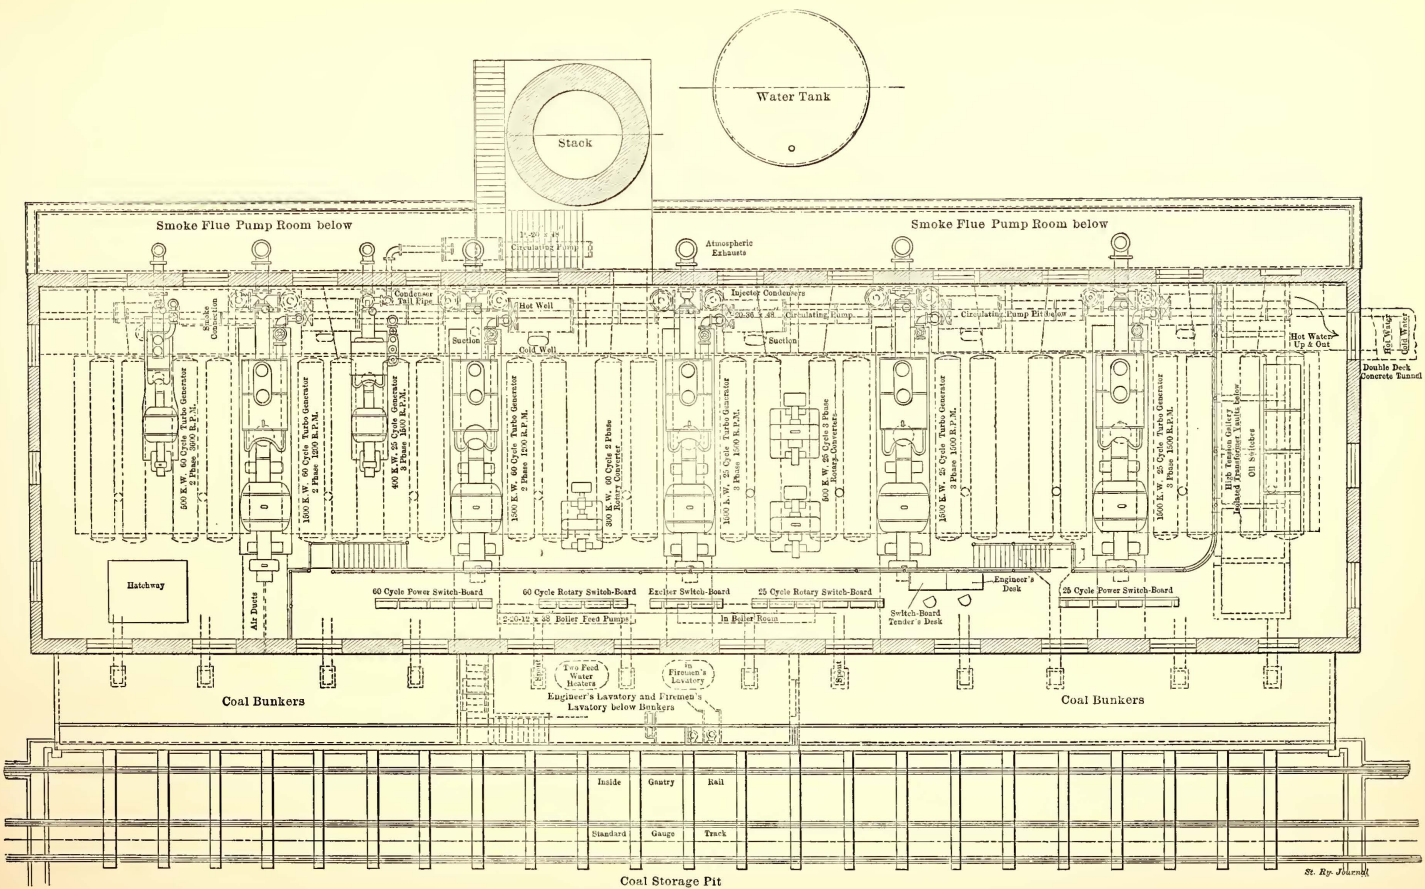 Water Tank
Stack
Smoke Flue Pump Room below
Smoke Flue Pump Room below
Circulating Pump
Atmospheric
Exhausts
Condenser
Tail Pipe
Smoke
Connection
Hot Well
Injector Condensers
Circulating Pump
Circulating Pump Pit below
Suction
Cold Well
Suction
Hot Water
Up & Out
Hot Water
Cold Water
Double Deck
Concrete Tunnel
500 K.W. 60 Cycle Turbo Generator
2 Phase 3600 R.P.M.
1500 K.W. 60 Cycle Turbo Generator
2 Phase 1200 R.P.M.
400 K.W. 25 Cycle Generator
3 Phase 1500 R.P.M.
1500 K.W. 60 Cycle Turbo Generator
2 Phase 1200 R.P.M.
300 K.W. 60 Cycle 2 Phase
Rotary Converter
1500 K.W. 25 Cycle Turbo Generator
3 Phase 1500 R.P.M.
500 K.W. 25 Cycle 3 Phase
Rotary Converters
1500 K.W. 25 Cycle Turbo Generator
3 Phase 1500 R.P.M.
1500 K.W. 25 Cycle Turbo Generator
3 Phase 1500 R.P.M.
High Tension Gallery
Isolated Transformer Vaults below
Oil Switches
Hatchway
Air Ducts
60 Cycle Power Switch-Board
60 Cycle Rotary Switch-Board
Exciter Switch-Board
25 Cycle Rotary Switch-Board
Engineer's
Desk
25 Cycle Power Switch-Board
Switch-Board
Tender's Desk
2-20-12 x 38 Boiler Feed Pumps
In Boiler Room
Spout
Two Feed
Water
Heaters
in
Firemen's
Lavatory
Spout
Coal Bunkers
Engineer's Lavatory and Firemen's
Lavatory below Bunkers
Coal Bunkers
Inside Gantry Rail
Standard Gauge Track
Coal Storage Pit
St. Ry. Journal